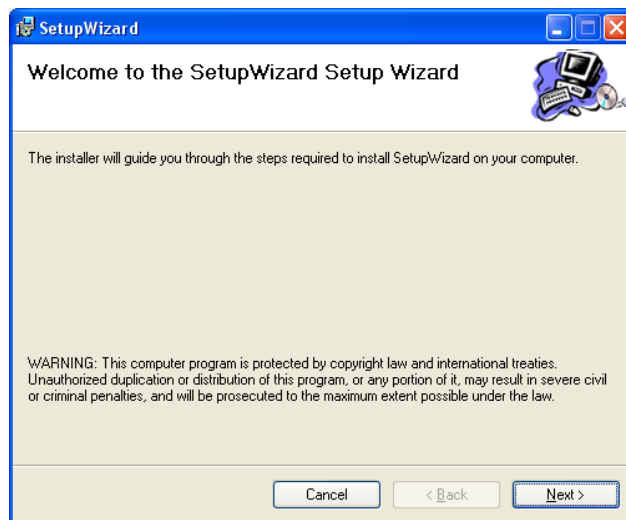 SetupWizard
Welcome to the SetupWizard Setup Wizard
The installer will guide you through the steps required to install SetupWizard on your computer.
WARNING: This computer program is protected by copyright law and international treaties.
Unauthorized duplication or distribution of this program, or any portion of it, may result in severe civil
or criminal penalties, and will be prosecuted to the maximum extent possible under the law.
Cancel
< Back
Next >